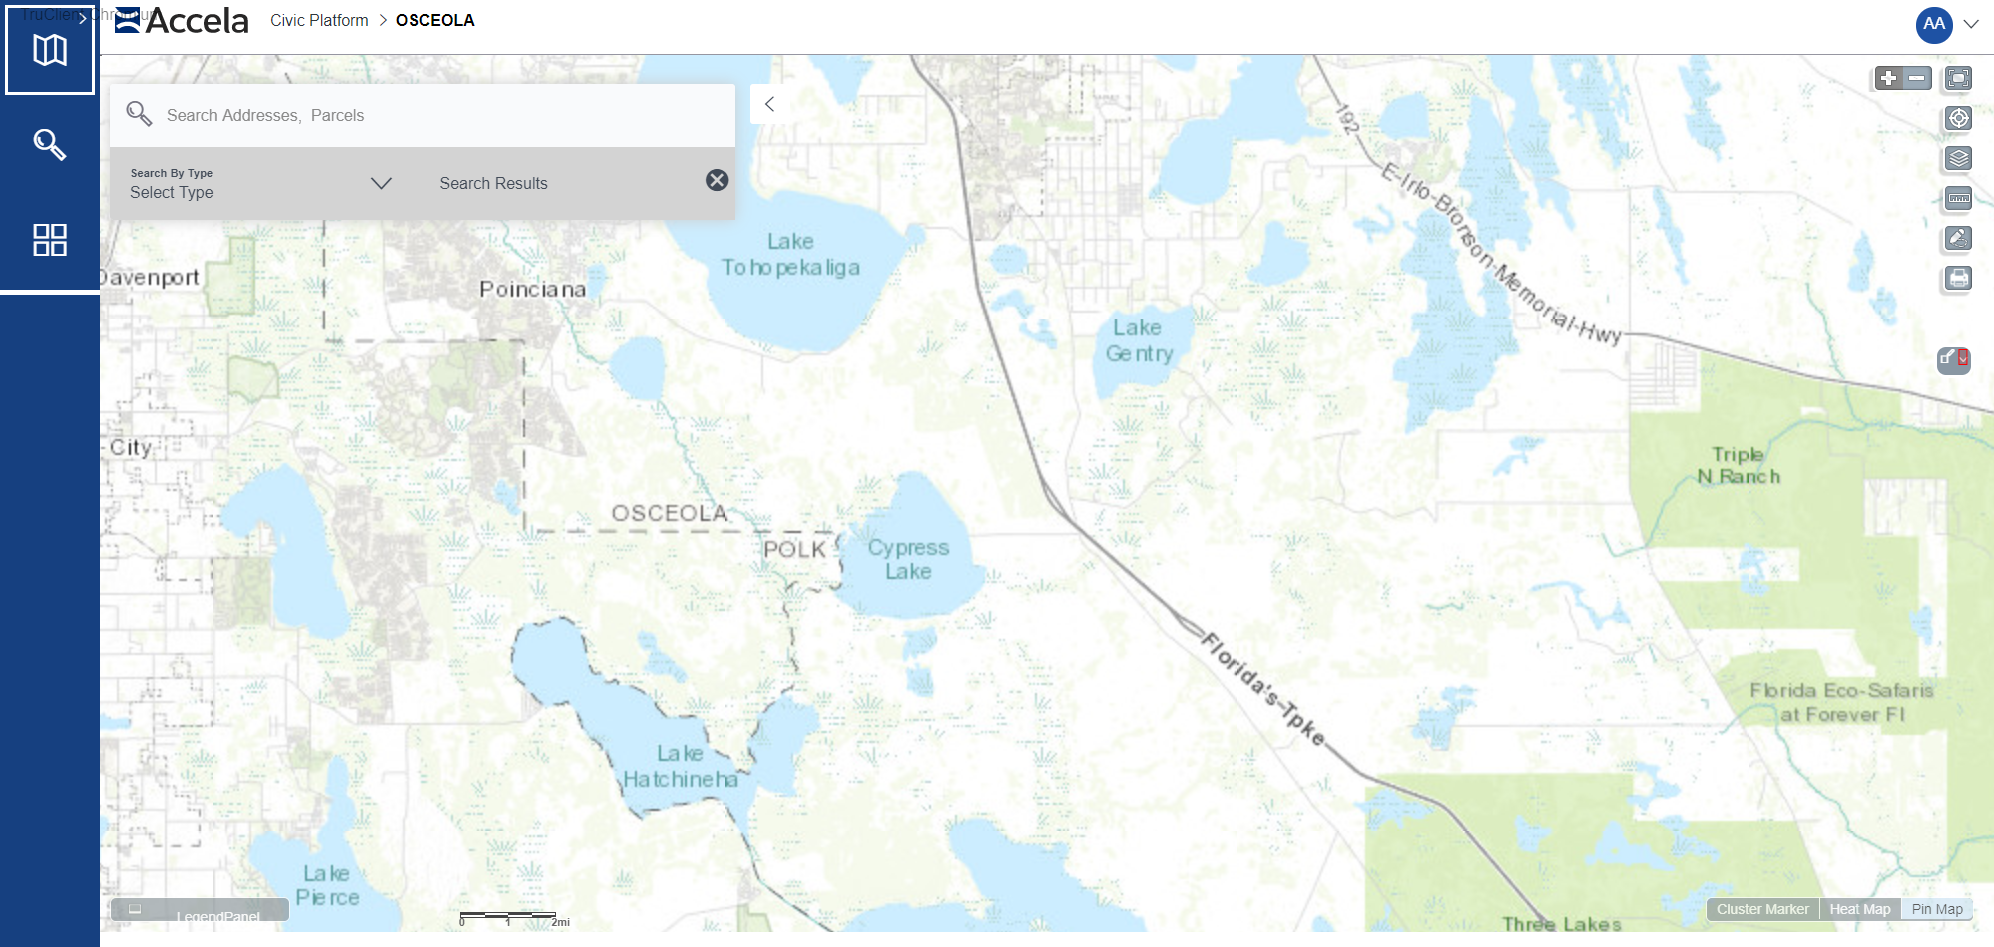 TruClient Chromium
Accela
Civic Platform > OSCEOLA
AA
Search Addresses, Parcels
Search By Type
Select Type
Search Results
192
E-Irlo-Bronson-Memorial-Hwy
Lake
Tohopekaliga
Davenport
Poinciana
Lake
Gentry
City
Triple
N Ranch
OSCEOLA
POLK
Cypress
Lake
Florida's-Tpke
Florida Eco-Safaris
at Forever Fl
Lake
Hatchineha
Lake
Pierce
LegendPanel
0 1 2mi
Cluster Marker
Heat Map
Pin Map
Three Lakes